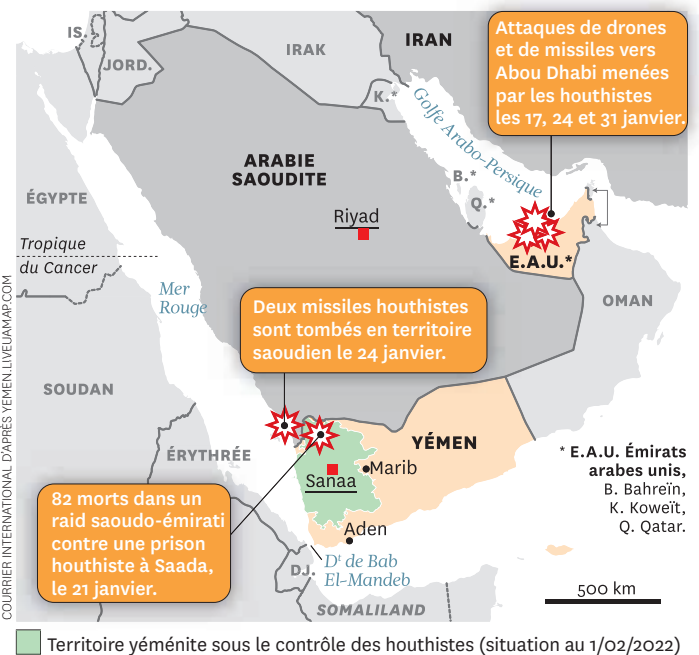 IS.
JORD.
IRAK
IRAN
K.*
Attaques de drones
et de missiles vers
Abou Dhabi menées
par les houthistes
les 17, 24 et 31 janvier.
Golfe Arabo-Persique
ARABIE
SAOUDITE
B.*
Q.*
ÉGYPTE
Riyad
E.A.U.*
Tropique
du Cancer
Mer
Rouge
OMAN
Deux missiles houthistes
sont tombés en territoire
saoudien le 24 janvier.
SOUDAN
YÉMEN
ÉRYTHRÉE
Marib
Sanaa
* E.A.U. Émirats
arabes unis,
B. Bahreïn,
K. Koweït,
Q. Qatar.
82 morts dans un
raid saoudo-émirati
contre une prison
houthiste à Saada,
le 21 janvier.
Aden
Dt de Bab
El-Mandeb
DJ.
SOMALILAND
500 km
COURRIER INTERNATIONAL D'APRÈS YEMEN.LIVEUAMAP.COM
Territoire yéménite sous le contrôle des houthistes (situation au 1/02/2022)